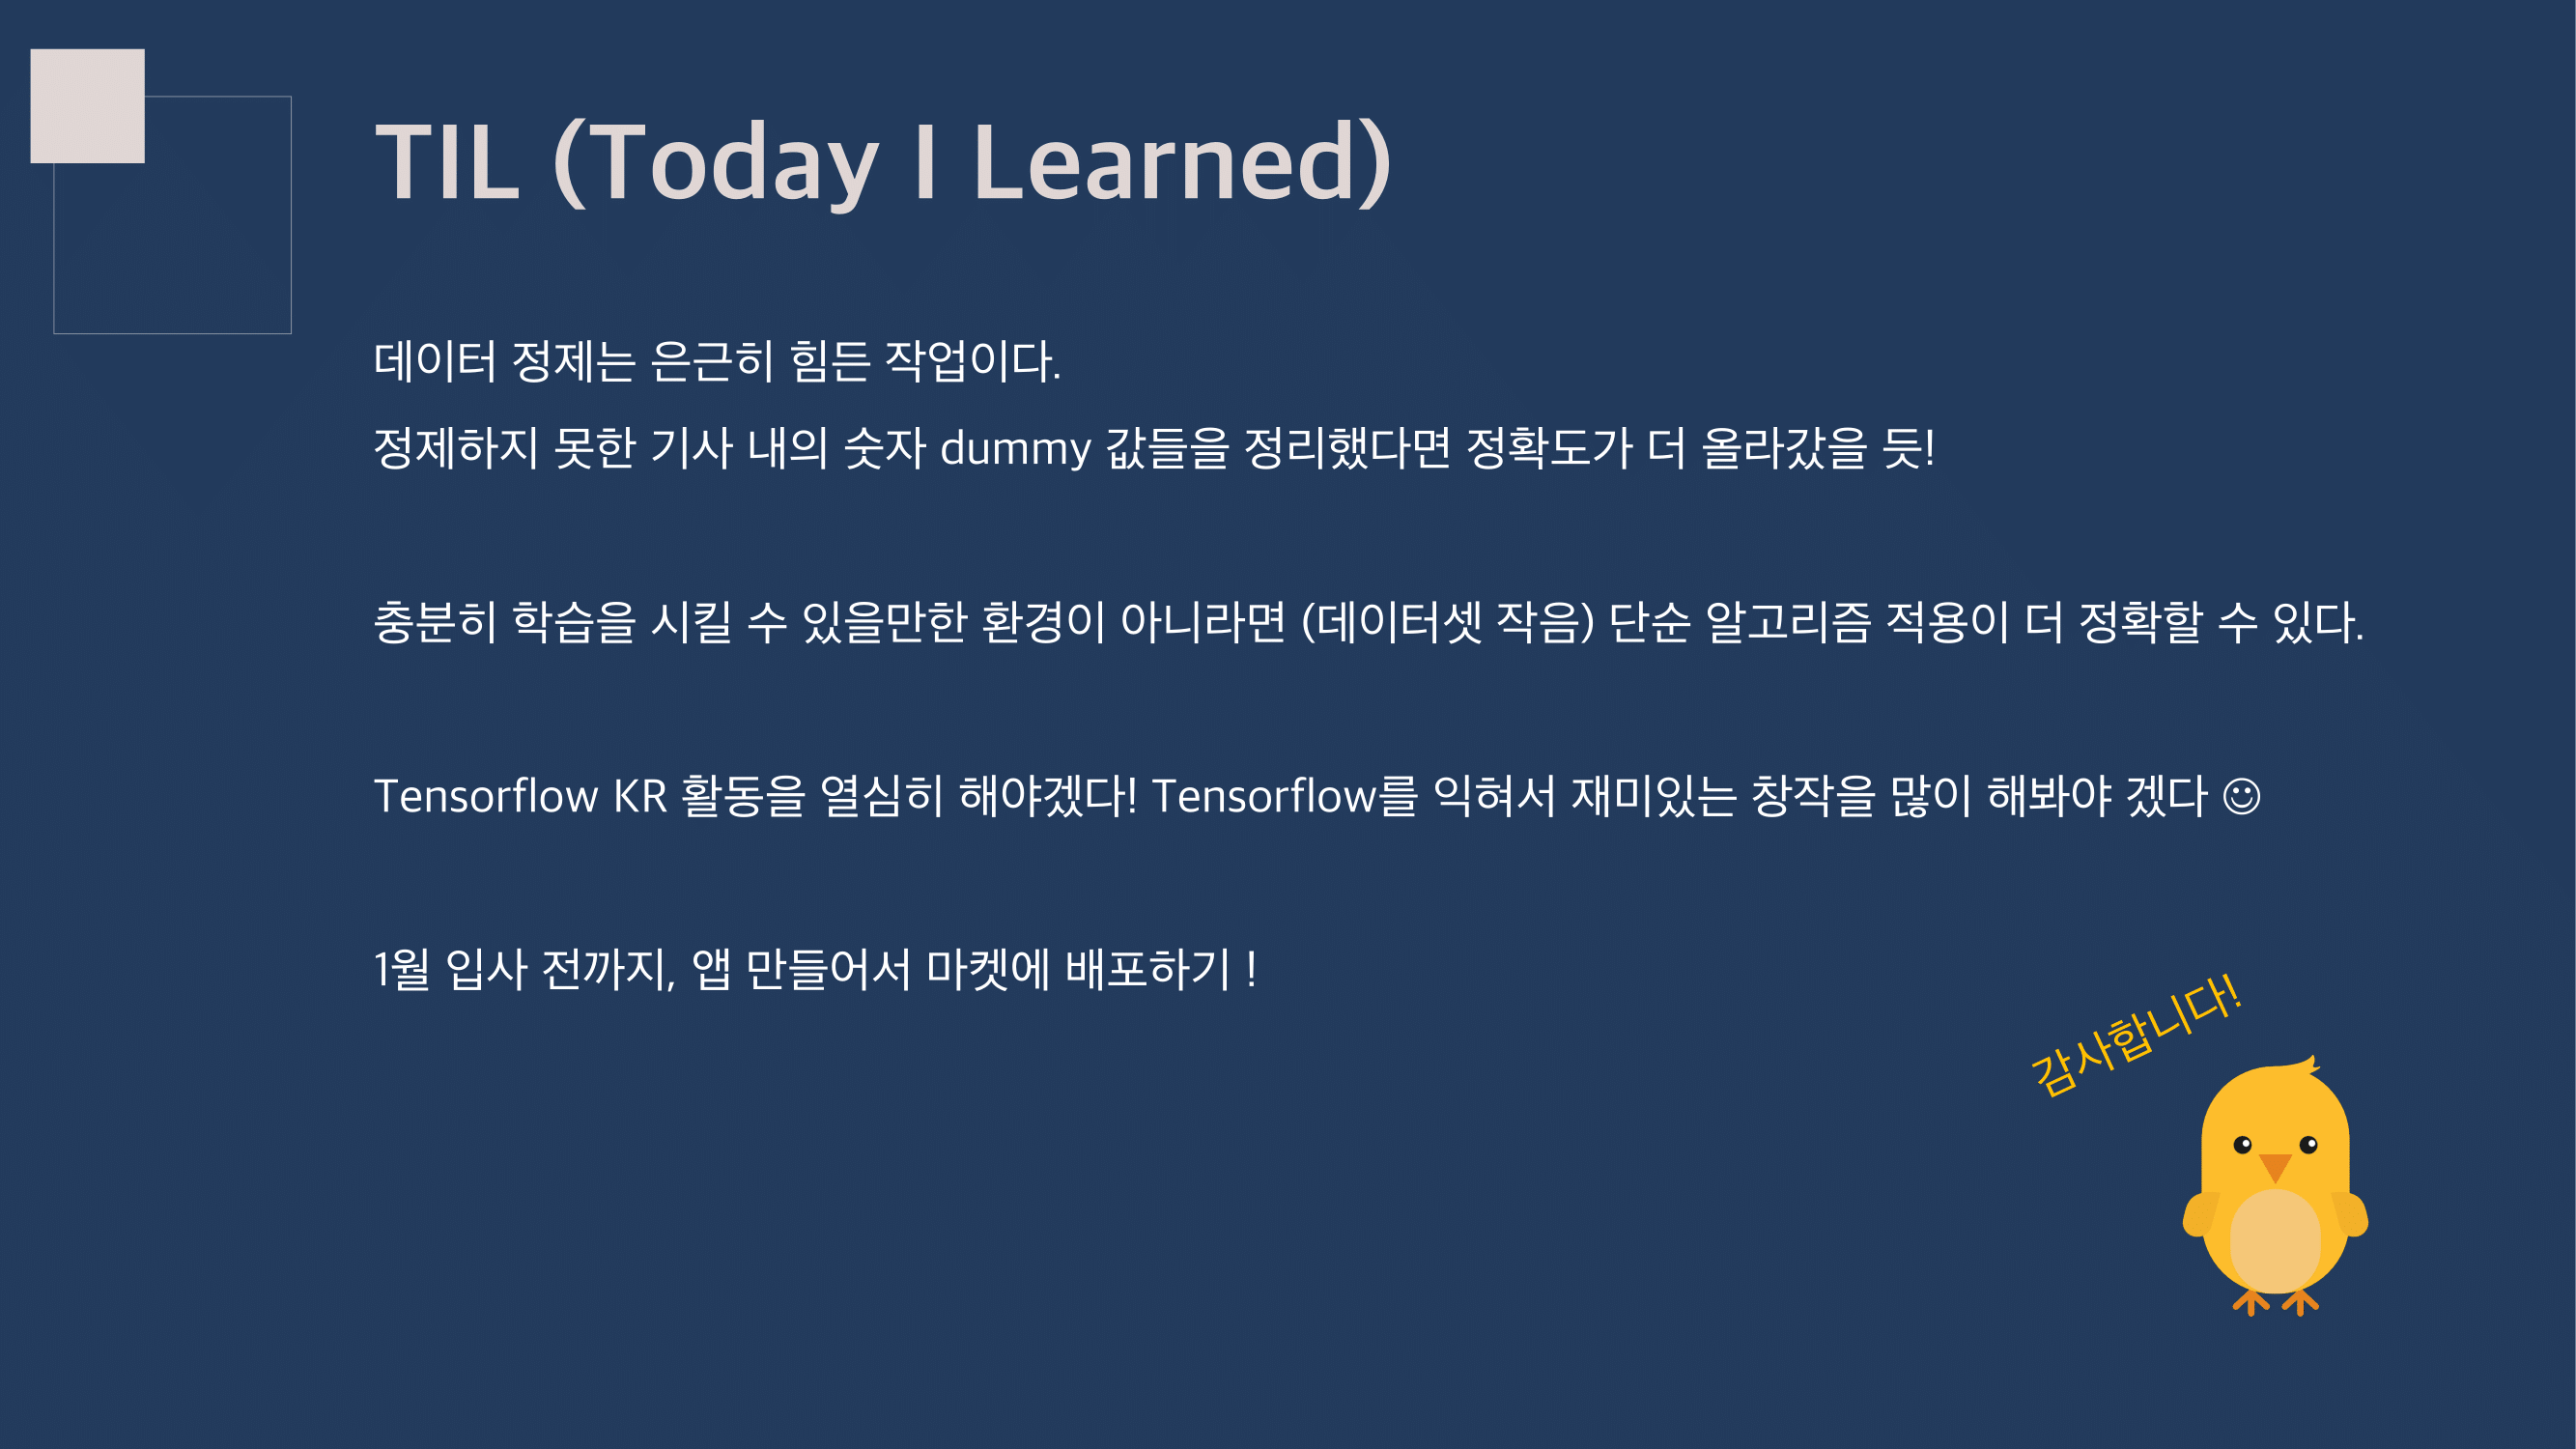 TIL (Today I Learned)
데이터 정제는 은근히 힘든 작업이다.
정제하지 못한 기사 내의 숫자 dummy 값들을 정리했다면 정확도가 더 올라갔을 듯!
충분히 학습을 시킬 수 있을만한 환경이 아니라면 (데이터셋 작음) 단순 알고리즘 적용이 더 정확할 수 있다.
Tensorflow KR 활동을 열심히 해야겠다! Tensorflow를 익혀서 재미있는 창작을 많이 해봐야 겠다 ☺
1월 입사 전까지, 앱 만들어서 마켓에 배포하기 !
감사합니다!